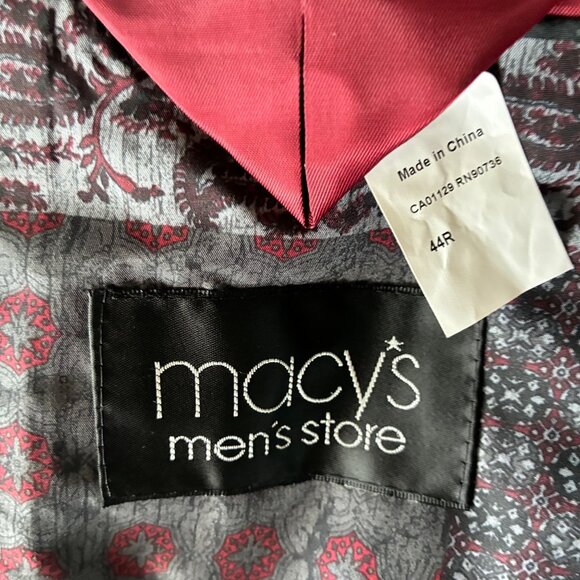 Made in China
CA01129 RN90736
44R
macy's
men's store